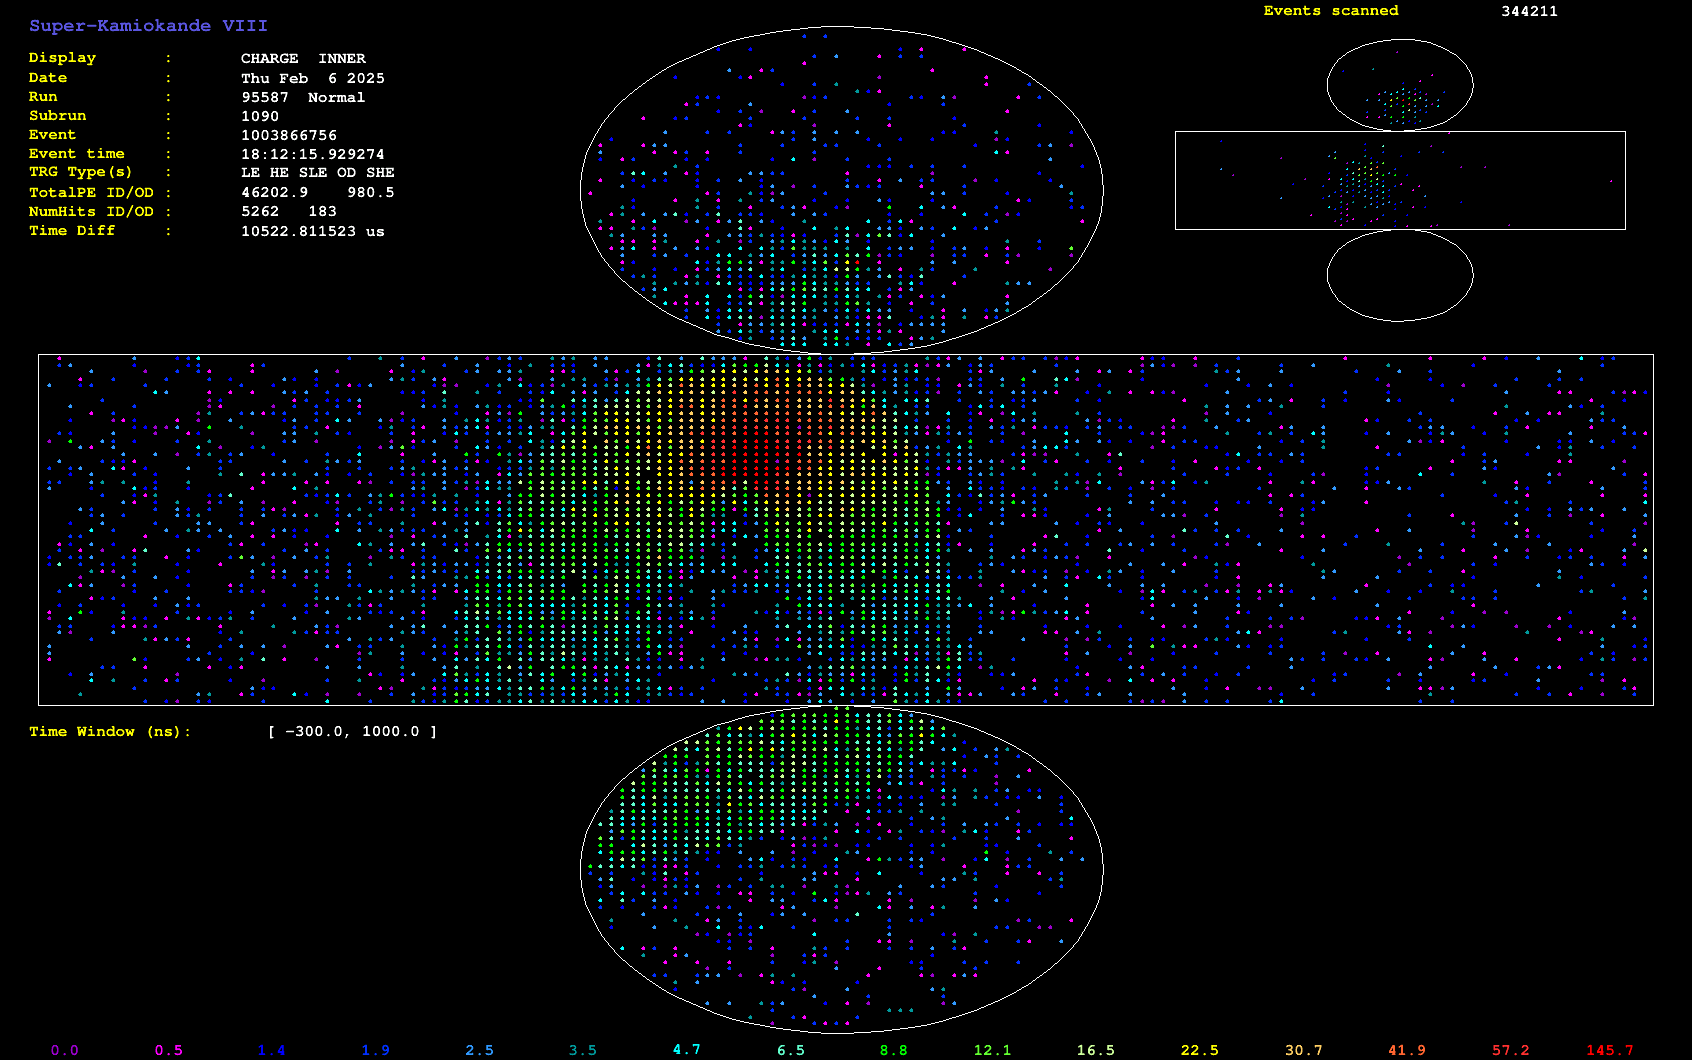 Super-Kamiokande VIII
Display : CHARGE INNER
Date : Thu Feb 6 2025
Run : 95587 Normal
Subrun : 1090
Event : 1003866756
Event time : 18:12:15.929274
TRG Type(s) : LE HE SLE OD SHE
TotalPE ID/OD : 46202.9 980.5
NumHits ID/OD : 5262 183
Time Diff : 10522.811523 us
Events scanned 344211
Time Window (ns): [ -300.0, 1000.0 ]
0.0 0.5 1.4 1.9 2.5 3.5 4.7 6.5 8.8 12.1 16.5 22.5 30.7 41.9 57.2 145.7